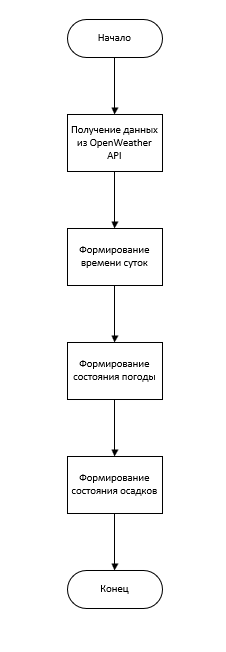 Начало
Получение данных
из OpenWeather
API
Формирование
времени суток
Формирование
состояния погоды
Формирование
состояния осадков
Конец